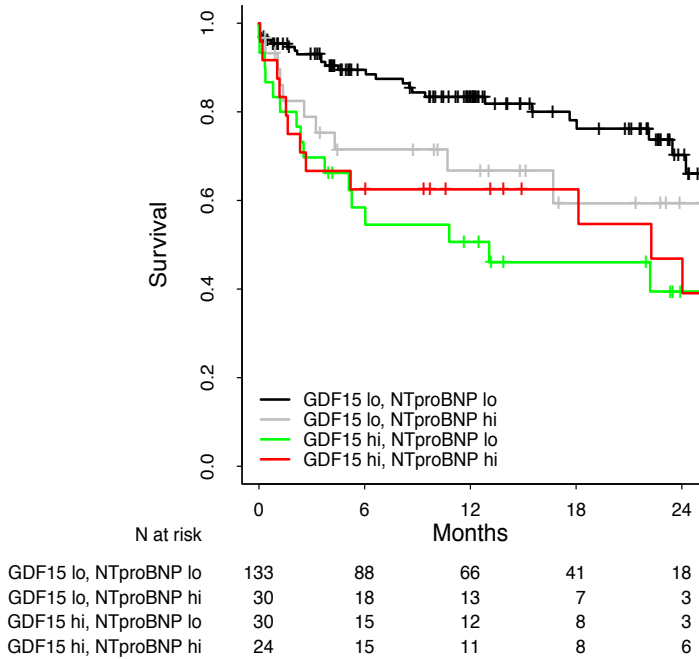 1.0
0.8
0.6
0.4
0.2
0.0
Survival
GDF15 lo, NTproBNP lo
GDF15 lo, NTproBNP hi
GDF15 hi, NTproBNP lo
GDF15 hi, NTproBNP hi
0 6 12 18 24
N at risk Months
GDF15 lo, NTproBNP lo 133 88 66 41 18
GDF15 lo, NTproBNP hi 30 18 13 7 3
GDF15 hi, NTproBNP lo 30 15 12 8 3
GDF15 hi, NTproBNP hi 24 15 11 8 6